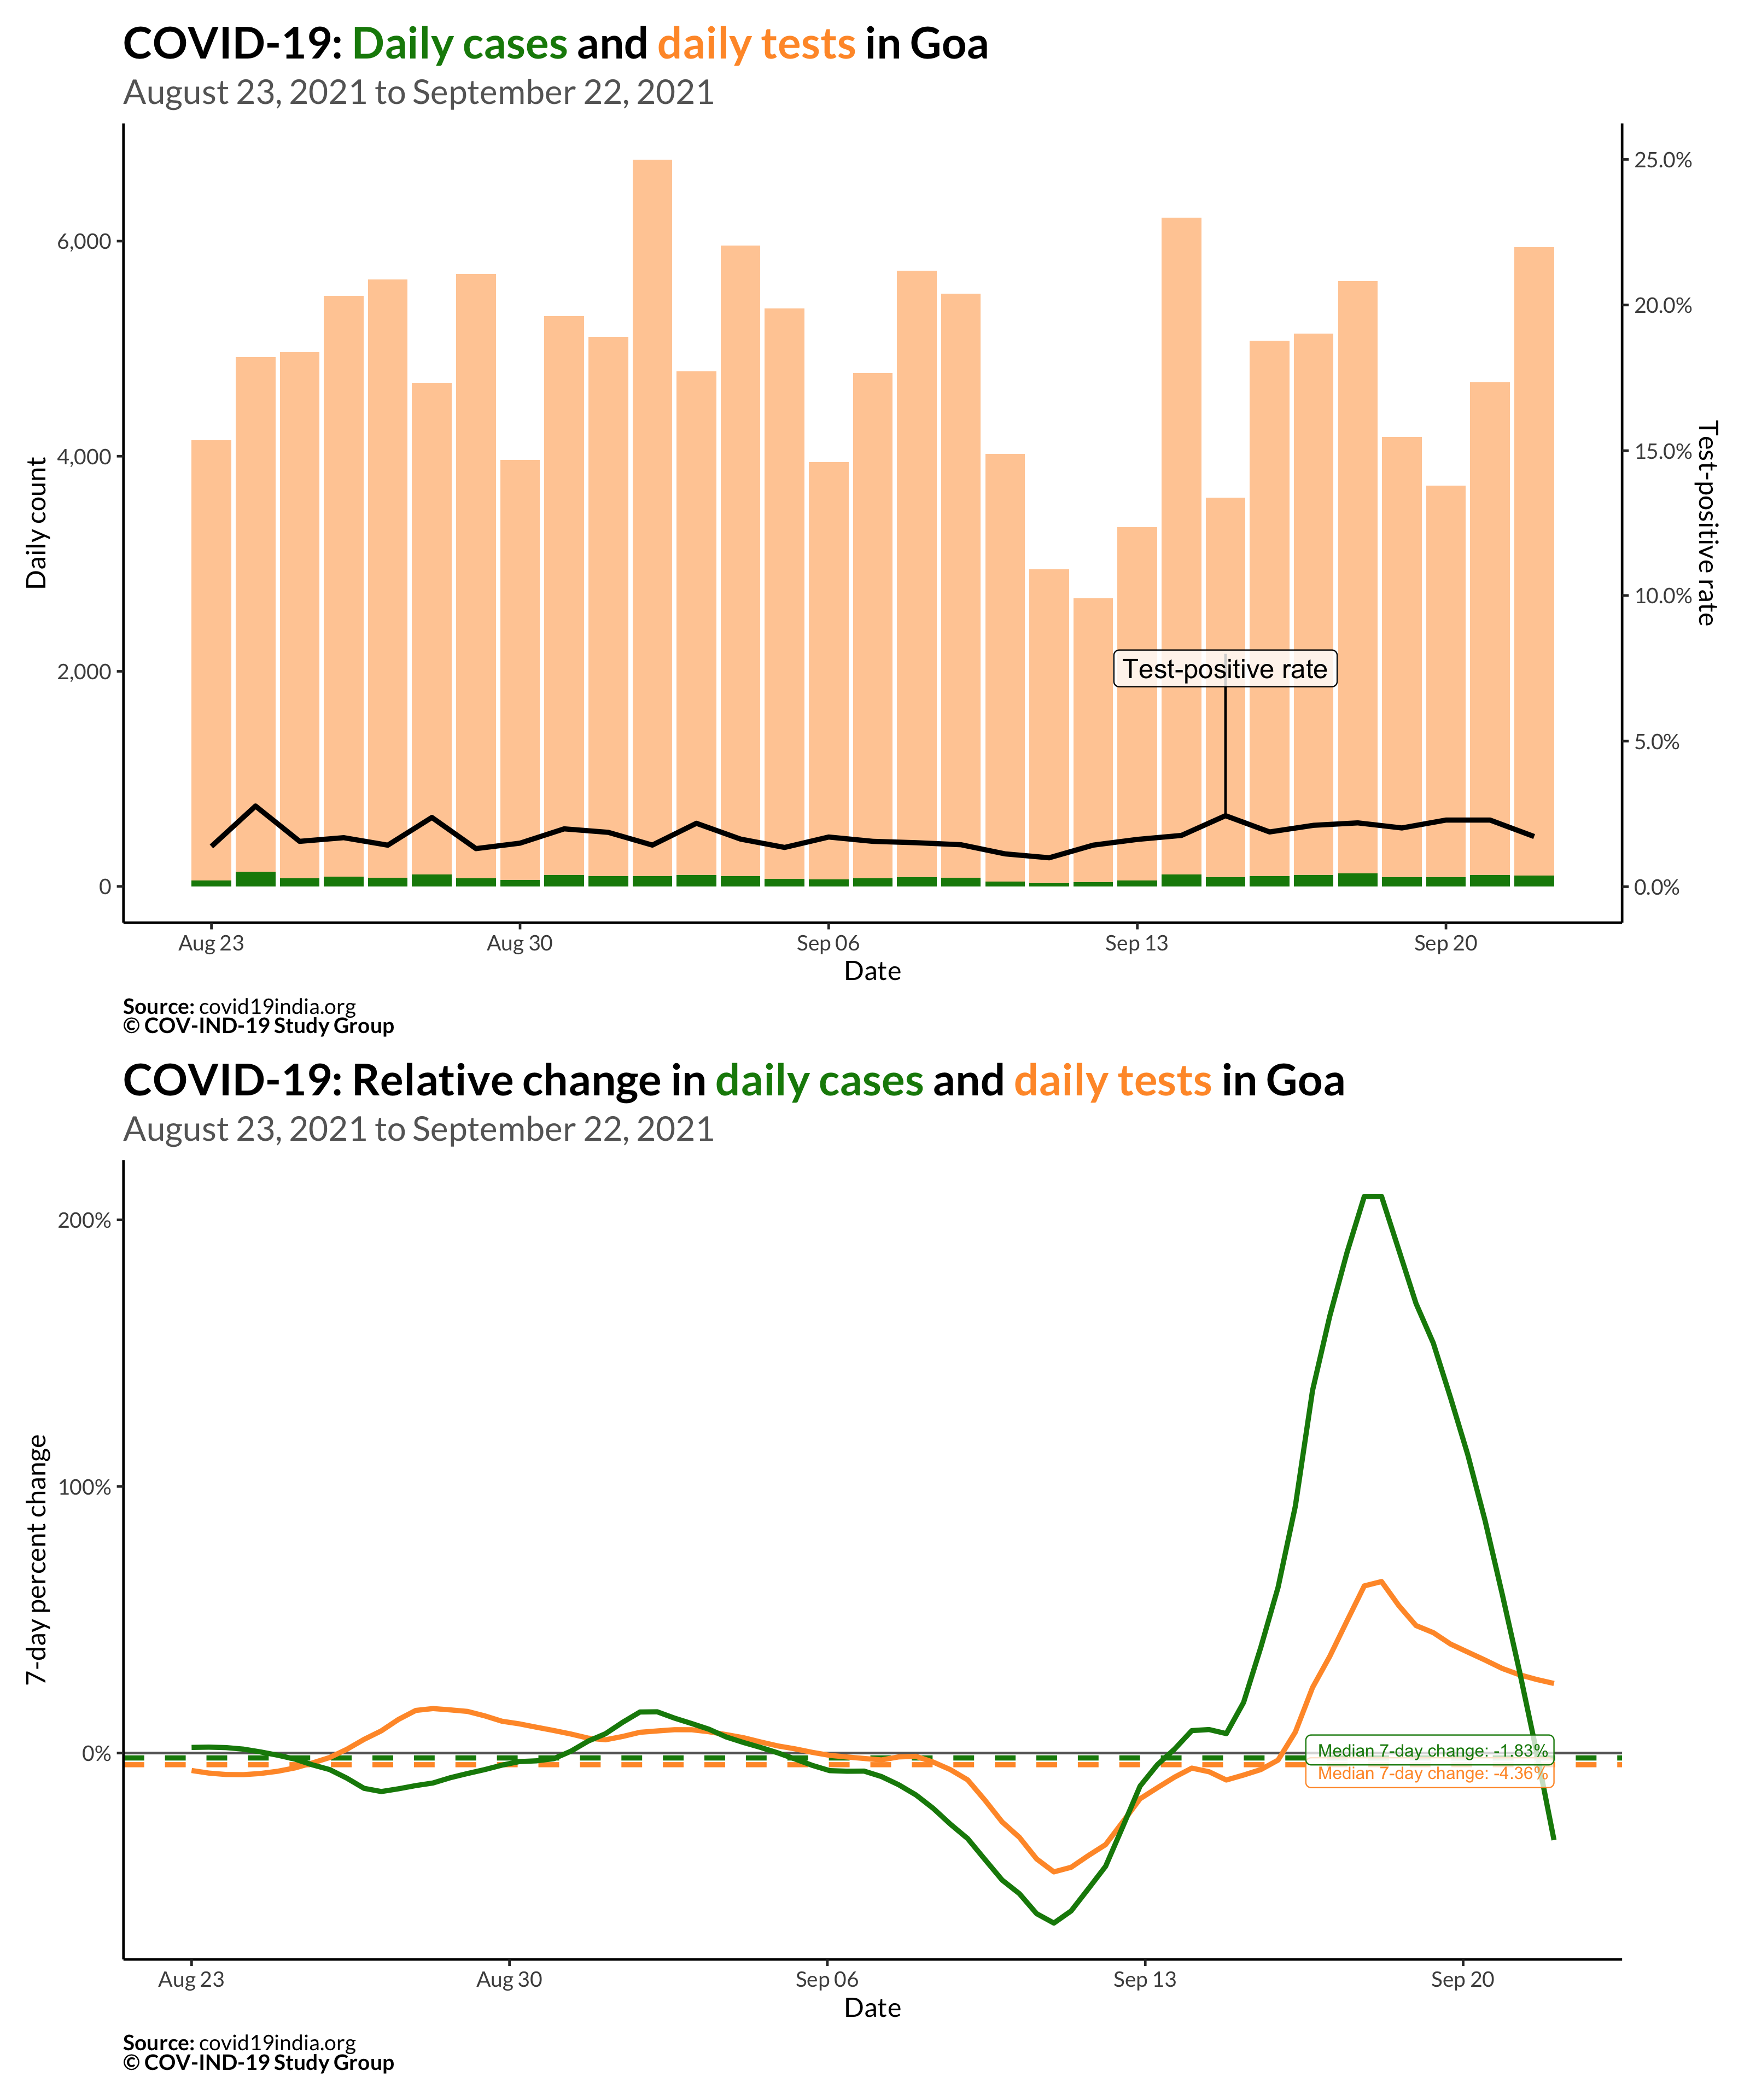 COVID-19: Daily cases and daily tests in Goa
August 23, 2021 to September 22, 2021
Daily count
6,000
4,000
2,000
0
25.0%
20.0%
15.0%
10.0%
5.0%
0.0%
Test-positive rate
Test-positive rate
Aug 23
Aug 30
Sep 06
Sep 13
Sep 20
Date
Source: covid19india.org
© COV-IND-19 Study Group
COVID-19: Relative change in daily cases and daily tests in Goa
August 23, 2021 to September 22, 2021
7-day percent change
200%
100%
0%
Median 7-day change: -1.83%
Median 7-day change: -4.36%
Aug 23
Aug 30
Sep 06
Sep 13
Sep 20
Date
Source: covid19india.org
© COV-IND-19 Study Group